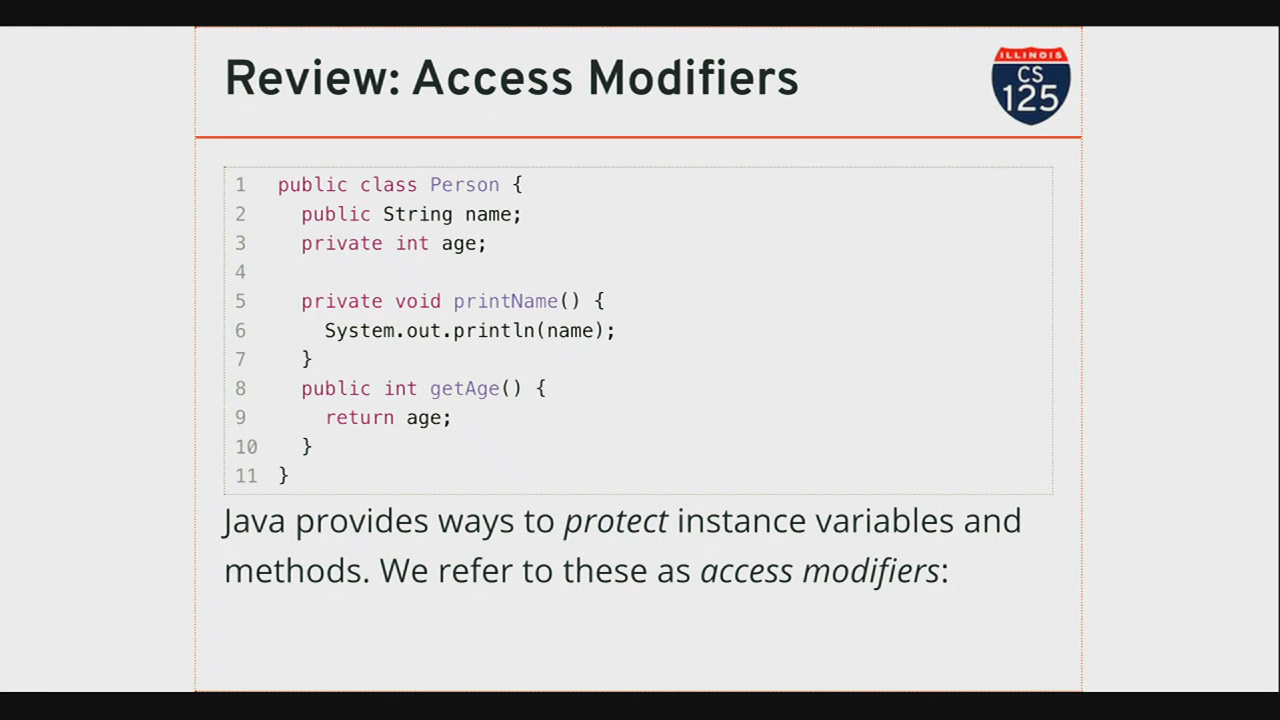 Review: Access Modifiers
ILLINOIS
CS
125
1 public class Person {
2   public String name;
3   private int age;
4
5   private void printName() {
6     System.out.println(name);
7   }
8   public int getAge() {
9     return age;
10   }
11 }
Java provides ways to protect instance variables and
methods. We refer to these as access modifiers: